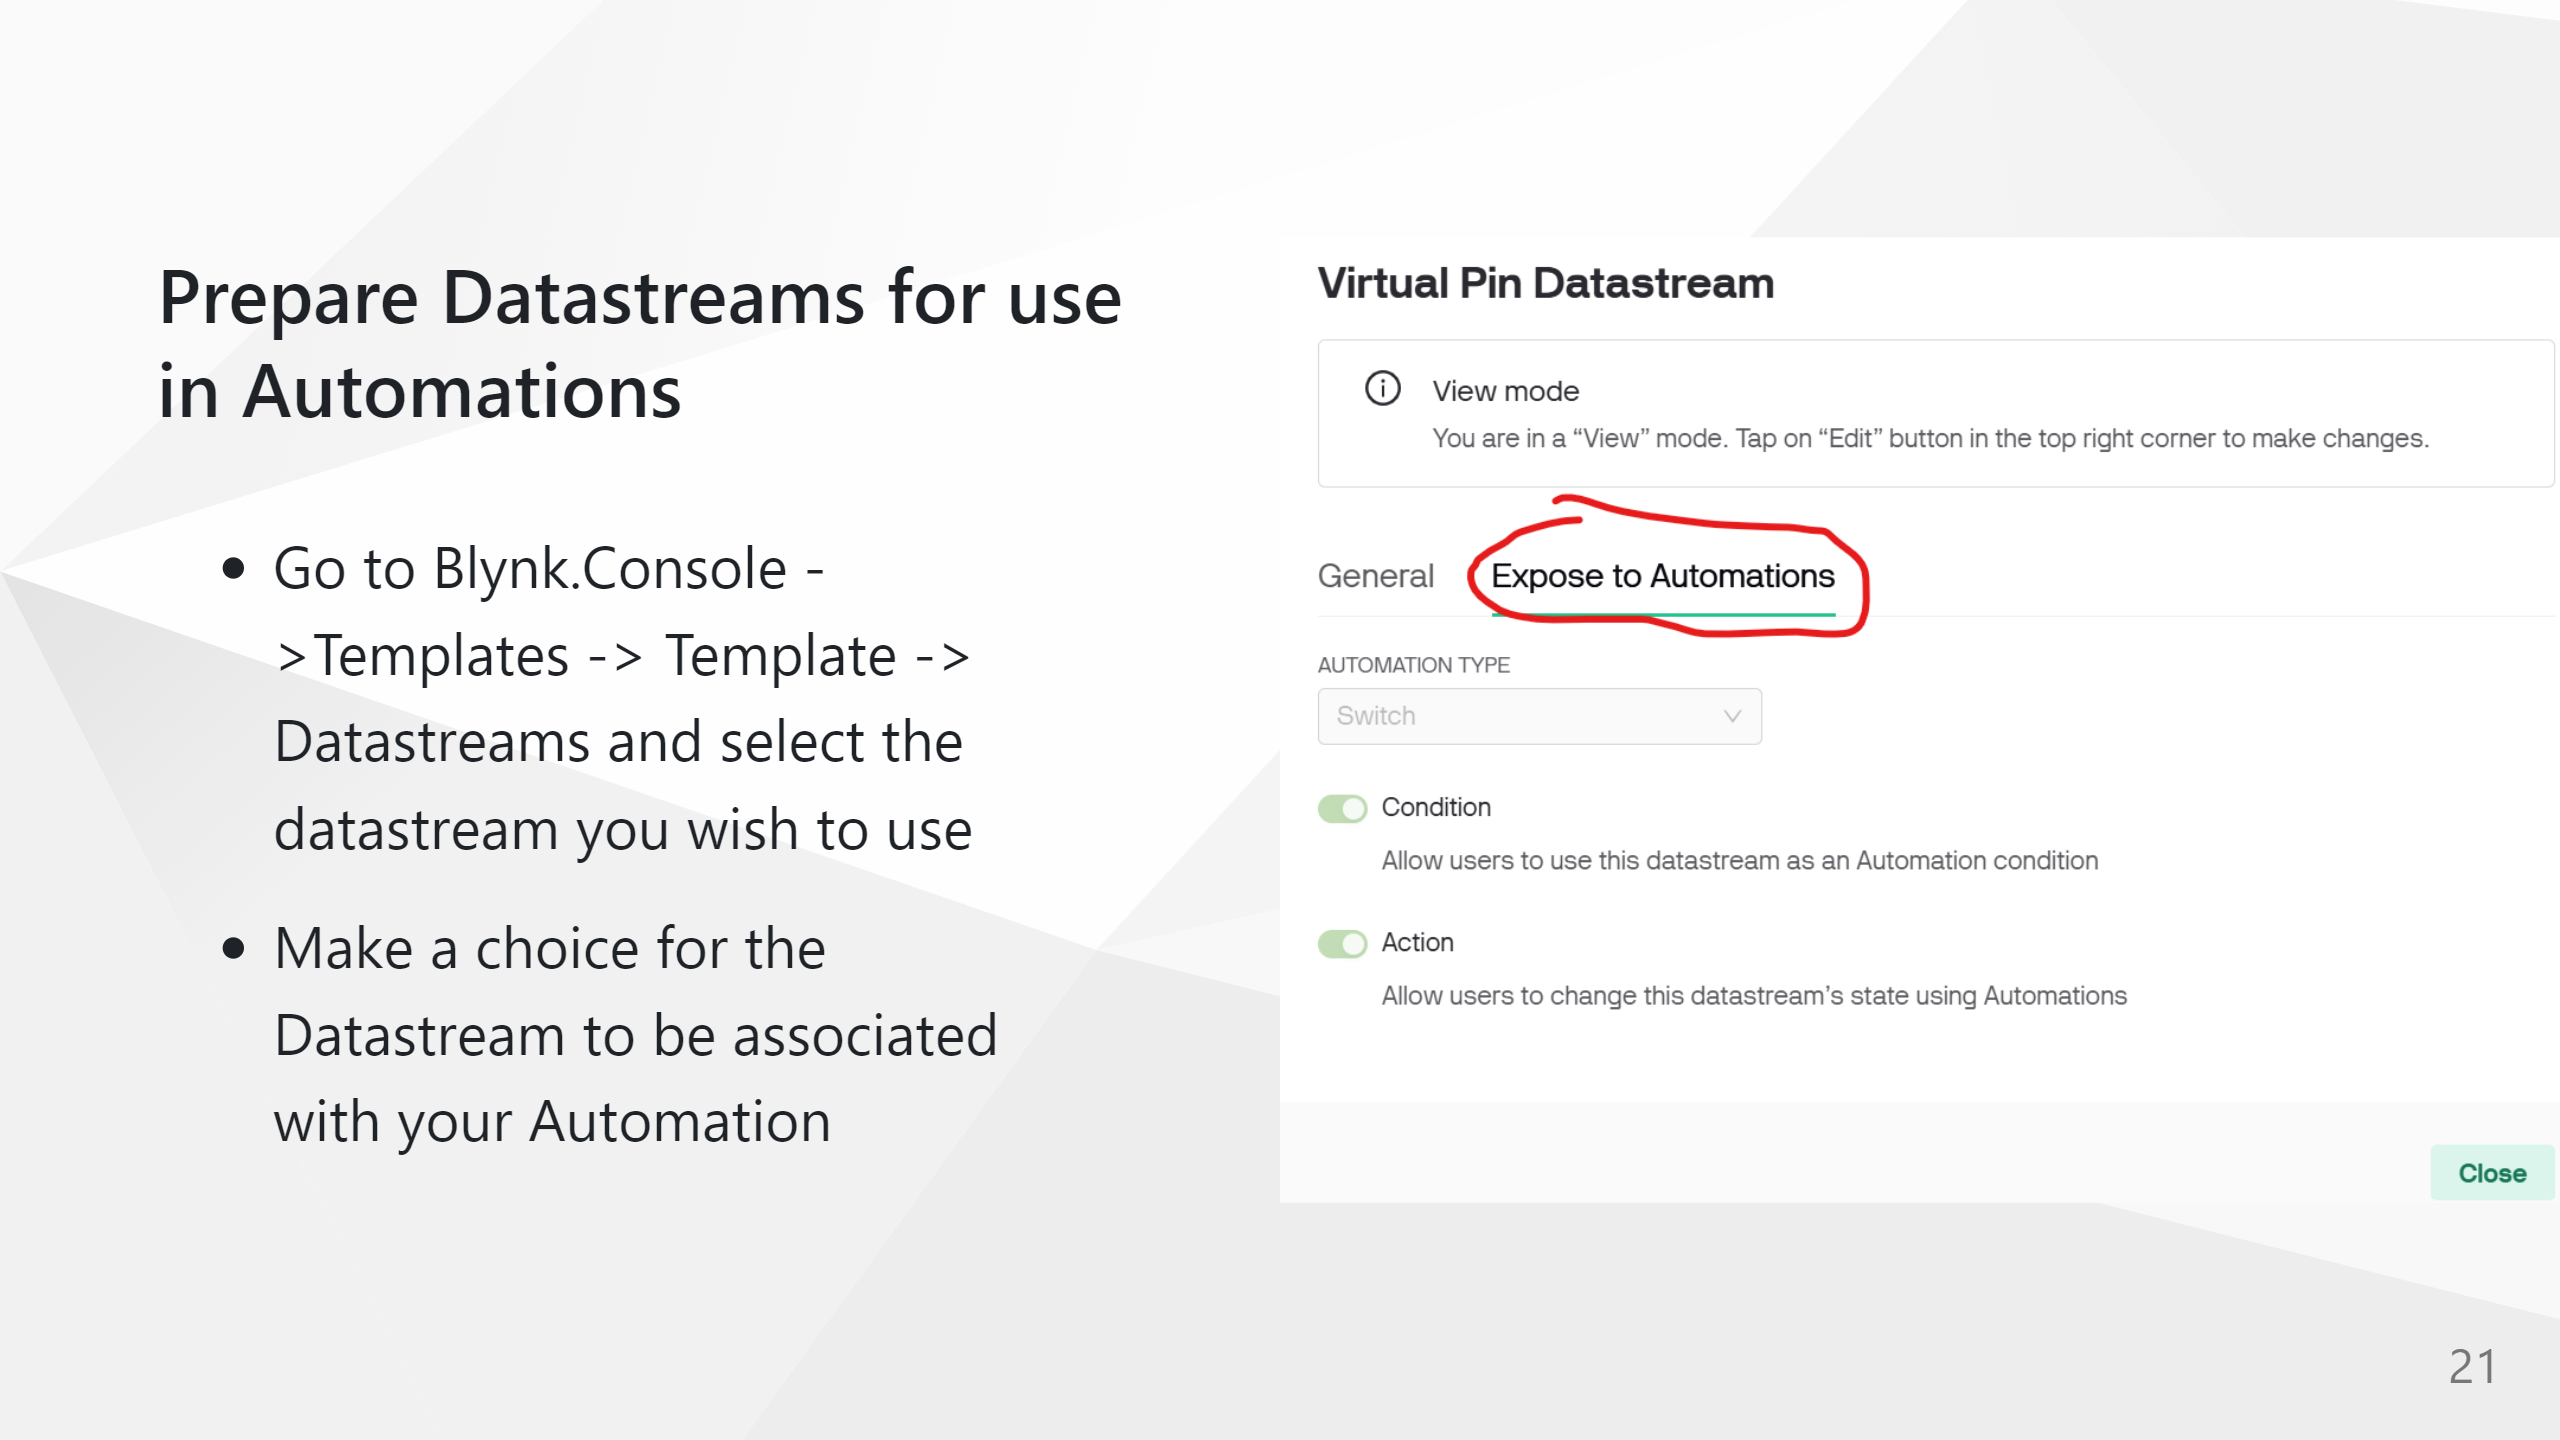 Prepare Datastreams for use
in Automations
• Go to Blynk.Console -
>Templates -> Template ->
Datastreams and select the
datastream you wish to use
• Make a choice for the
Datastream to be associated
with your Automation
Virtual Pin Datastream
View mode
You are in a “View” mode. Tap on “Edit” button in the top right corner to make changes.
General Expose to Automations
AUTOMATION TYPE
Switch
Condition
Allow users to use this datastream as an Automation condition
Action
Allow users to change this datastream’s state using Automations
Close
21